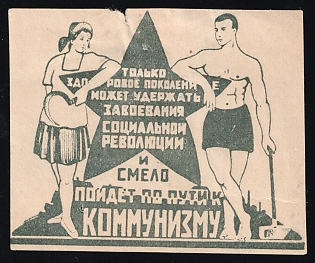 ТОЛЬКО
ЗДОРОВОЕ ПОКОЛЕНИЕ
МОЖЕТ УДЕРЖАТЬ
ЗАВОЕВАНИЯ
СОЦИАЛЬНОЙ
РЕВОЛЮЦИИ
И
СМЕЛО
ПОЙДЕТ ПО ПУТИ К
КОММУНИЗМУ